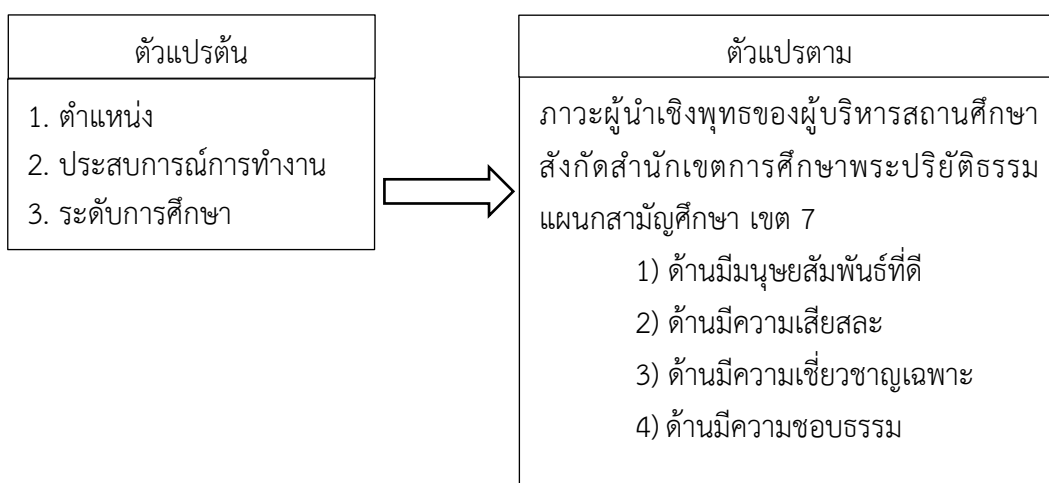 ตัวแปรต้น
1. ตำแหน่ง
2. ประสบการณ์การทำงาน
3. ระดับการศึกษา
ตัวแปรตาม
ภาวะผู้นำเชิงพุทธของผู้บริหารสถานศึกษา
สังกัดสำนักเขตการศึกษาพระปริยัติธรรม
แผนกสามัญศึกษา เขต 7
1) ด้านมีมนุษยสัมพันธ์ที่ดี
2) ด้านมีความเสียสละ
3) ด้านมีความเชี่ยวชาญเฉพาะ
4) ด้านมีความชอบธรรม